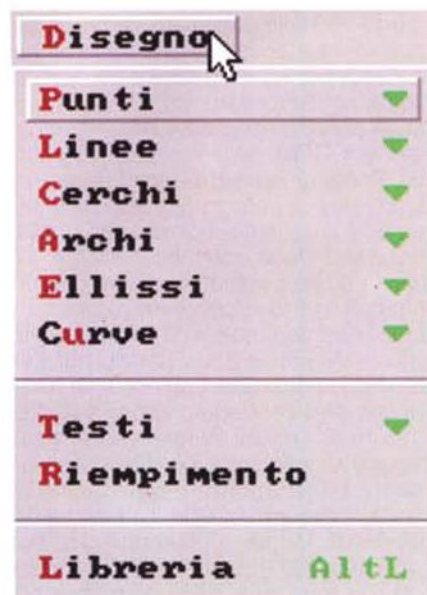 Disegno
Punti
Linee
Cerchi
Archi
Ellissi
Curve
Testi
Riempimento
Libreria AltL